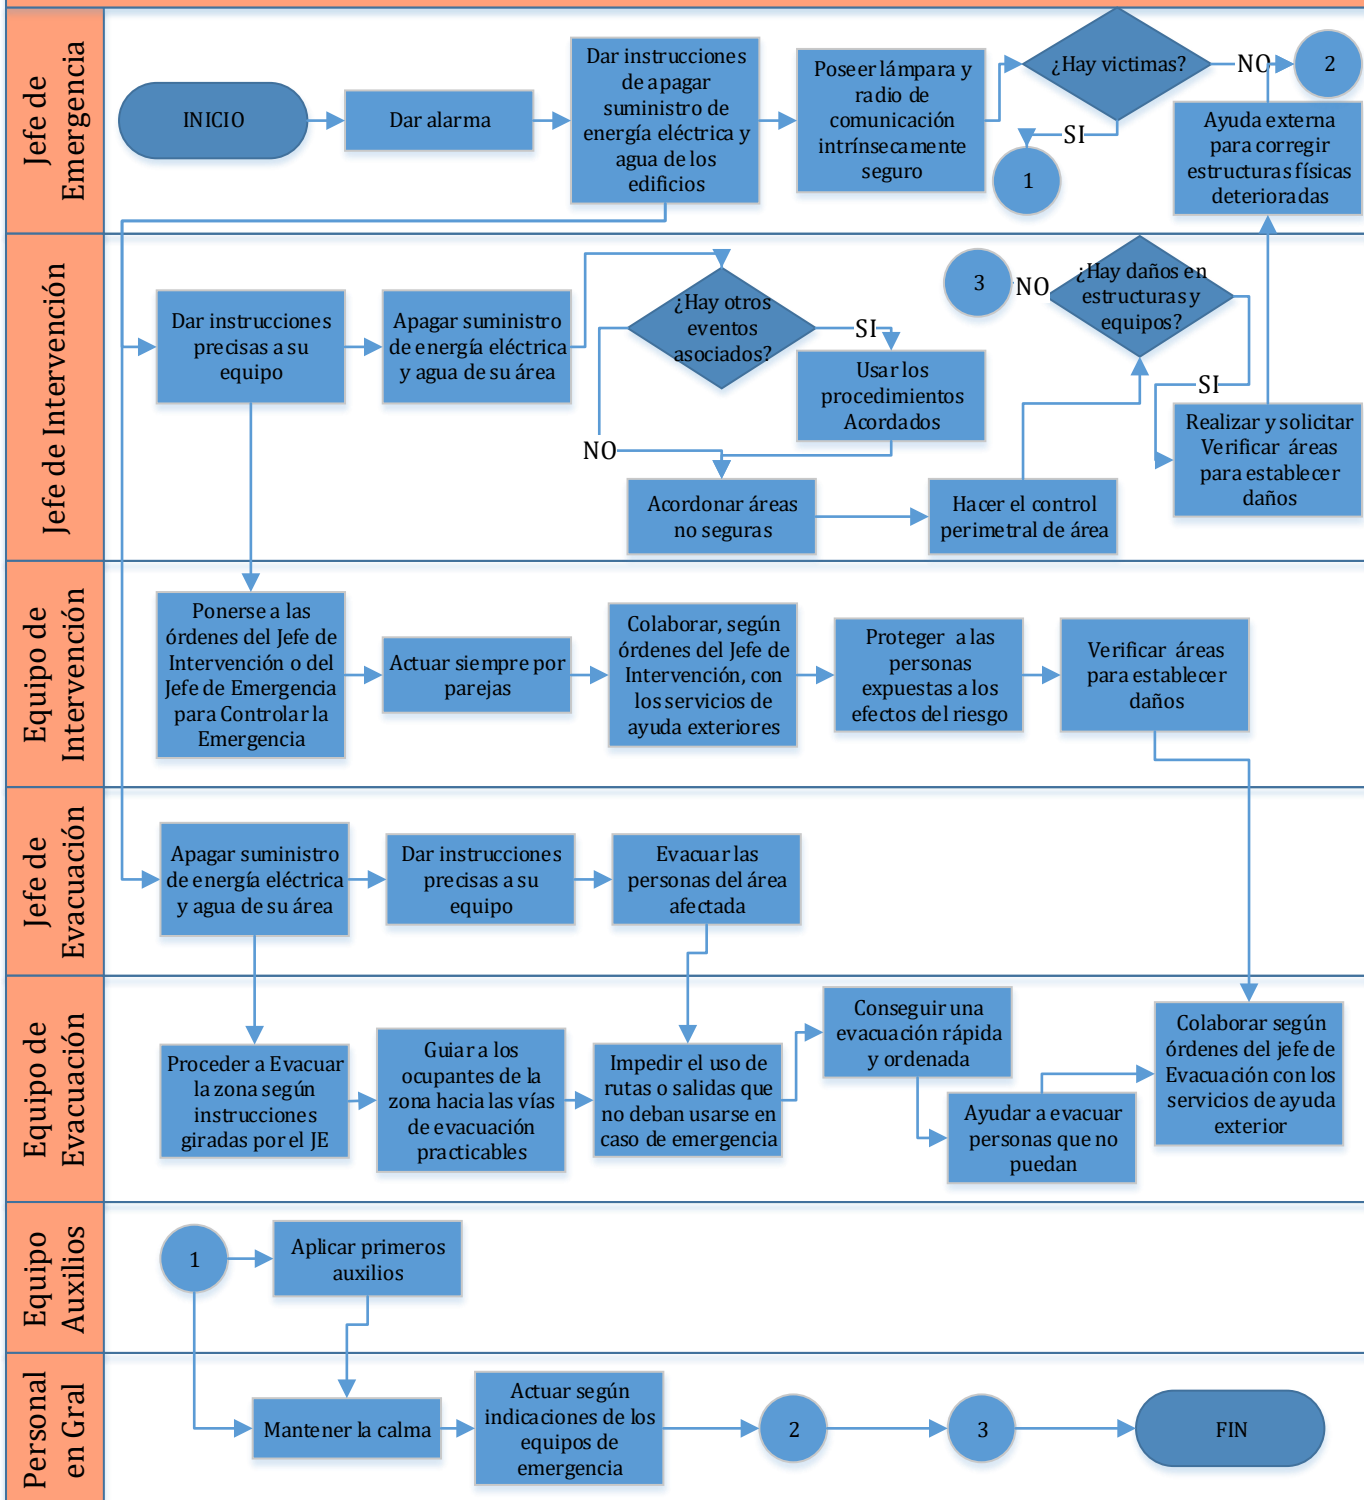 Jefe de
Emergencia
INICIO
Dar alarma
Dar instrucciones
de apagar
suministro de
energía eléctrica y
agua de los
edificios
Poseer lámpara y
radio de
comunicación
intrínsecamente
seguro
¿Hay victimas?
NO
2
SI
1
Ayuda externa
para corregir
estructuras físicas
deterioradas
Jefe de Intervención
Dar instrucciones
precisas a su
equipo
Apagar suministro
de energía eléctrica
y agua de su área
¿Hay otros
eventos
asociados?
SI
NO
Usar los
procedimientos
Acordados
Acordonar áreas
no seguras
Hacer el control
perimetral de área
3
NO
¿Hay daños en
estructuras y
equipos?
SI
Realizar y solicitar
Verificar áreas
para establecer
daños
Equipo de
Intervención
Ponerse a las
órdenes del Jefe de
Intervención o del
Jefe de Emergencia
para Controlar la
Emergencia
Actuar siempre por
parejas
Colaborar, según
órdenes del Jefe de
Intervención, con
los servicios de
ayuda exteriores
Proteger a las
personas
expuestas a los
efectos del riesgo
Verificar áreas
para establecer
daños
Jefe de
Evacuación
Apagar suministro
de energía eléctrica
y agua de su área
Dar instrucciones
precisas a su
equipo
Evacuar las
personas del área
afectada
Equipo de
Evacuación
Proceder a Evacuar
la zona según
instrucciones
giradas por el JE
Guiar a los
ocupantes de la
zona hacia las vías
de evacuación
practicables
Impedir el uso de
rutas o salidas que
no deban usarse en
caso de emergencia
Conseguir una
evacuación rápida
y ordenada
Ayudar a evacuar
personas que no
puedan
Colaborar según
órdenes del jefe de
Evacuación con los
servicios de ayuda
exterior
Equipo
Auxilios
1
Aplicar primeros
auxilios
Personal
en Gral
Mantener la calma
Actuar según
indicaciones de los
equipos de
emergencia
2
3
FIN